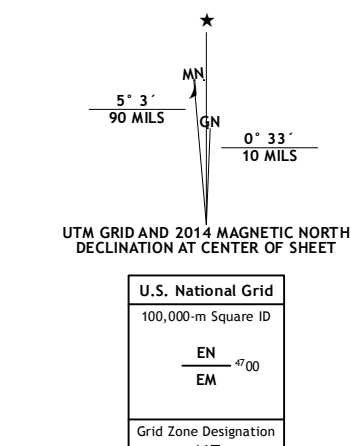 ★
MN
5° 3´
90 MILS
GN
0° 33´
10 MILS
UTM GRID AND 2014 MAGNETIC NORTH
DECLINATION AT CENTER OF SHEET
U.S. National Grid
100,000-m Square ID
EN
4700
EM
Grid Zone Designation